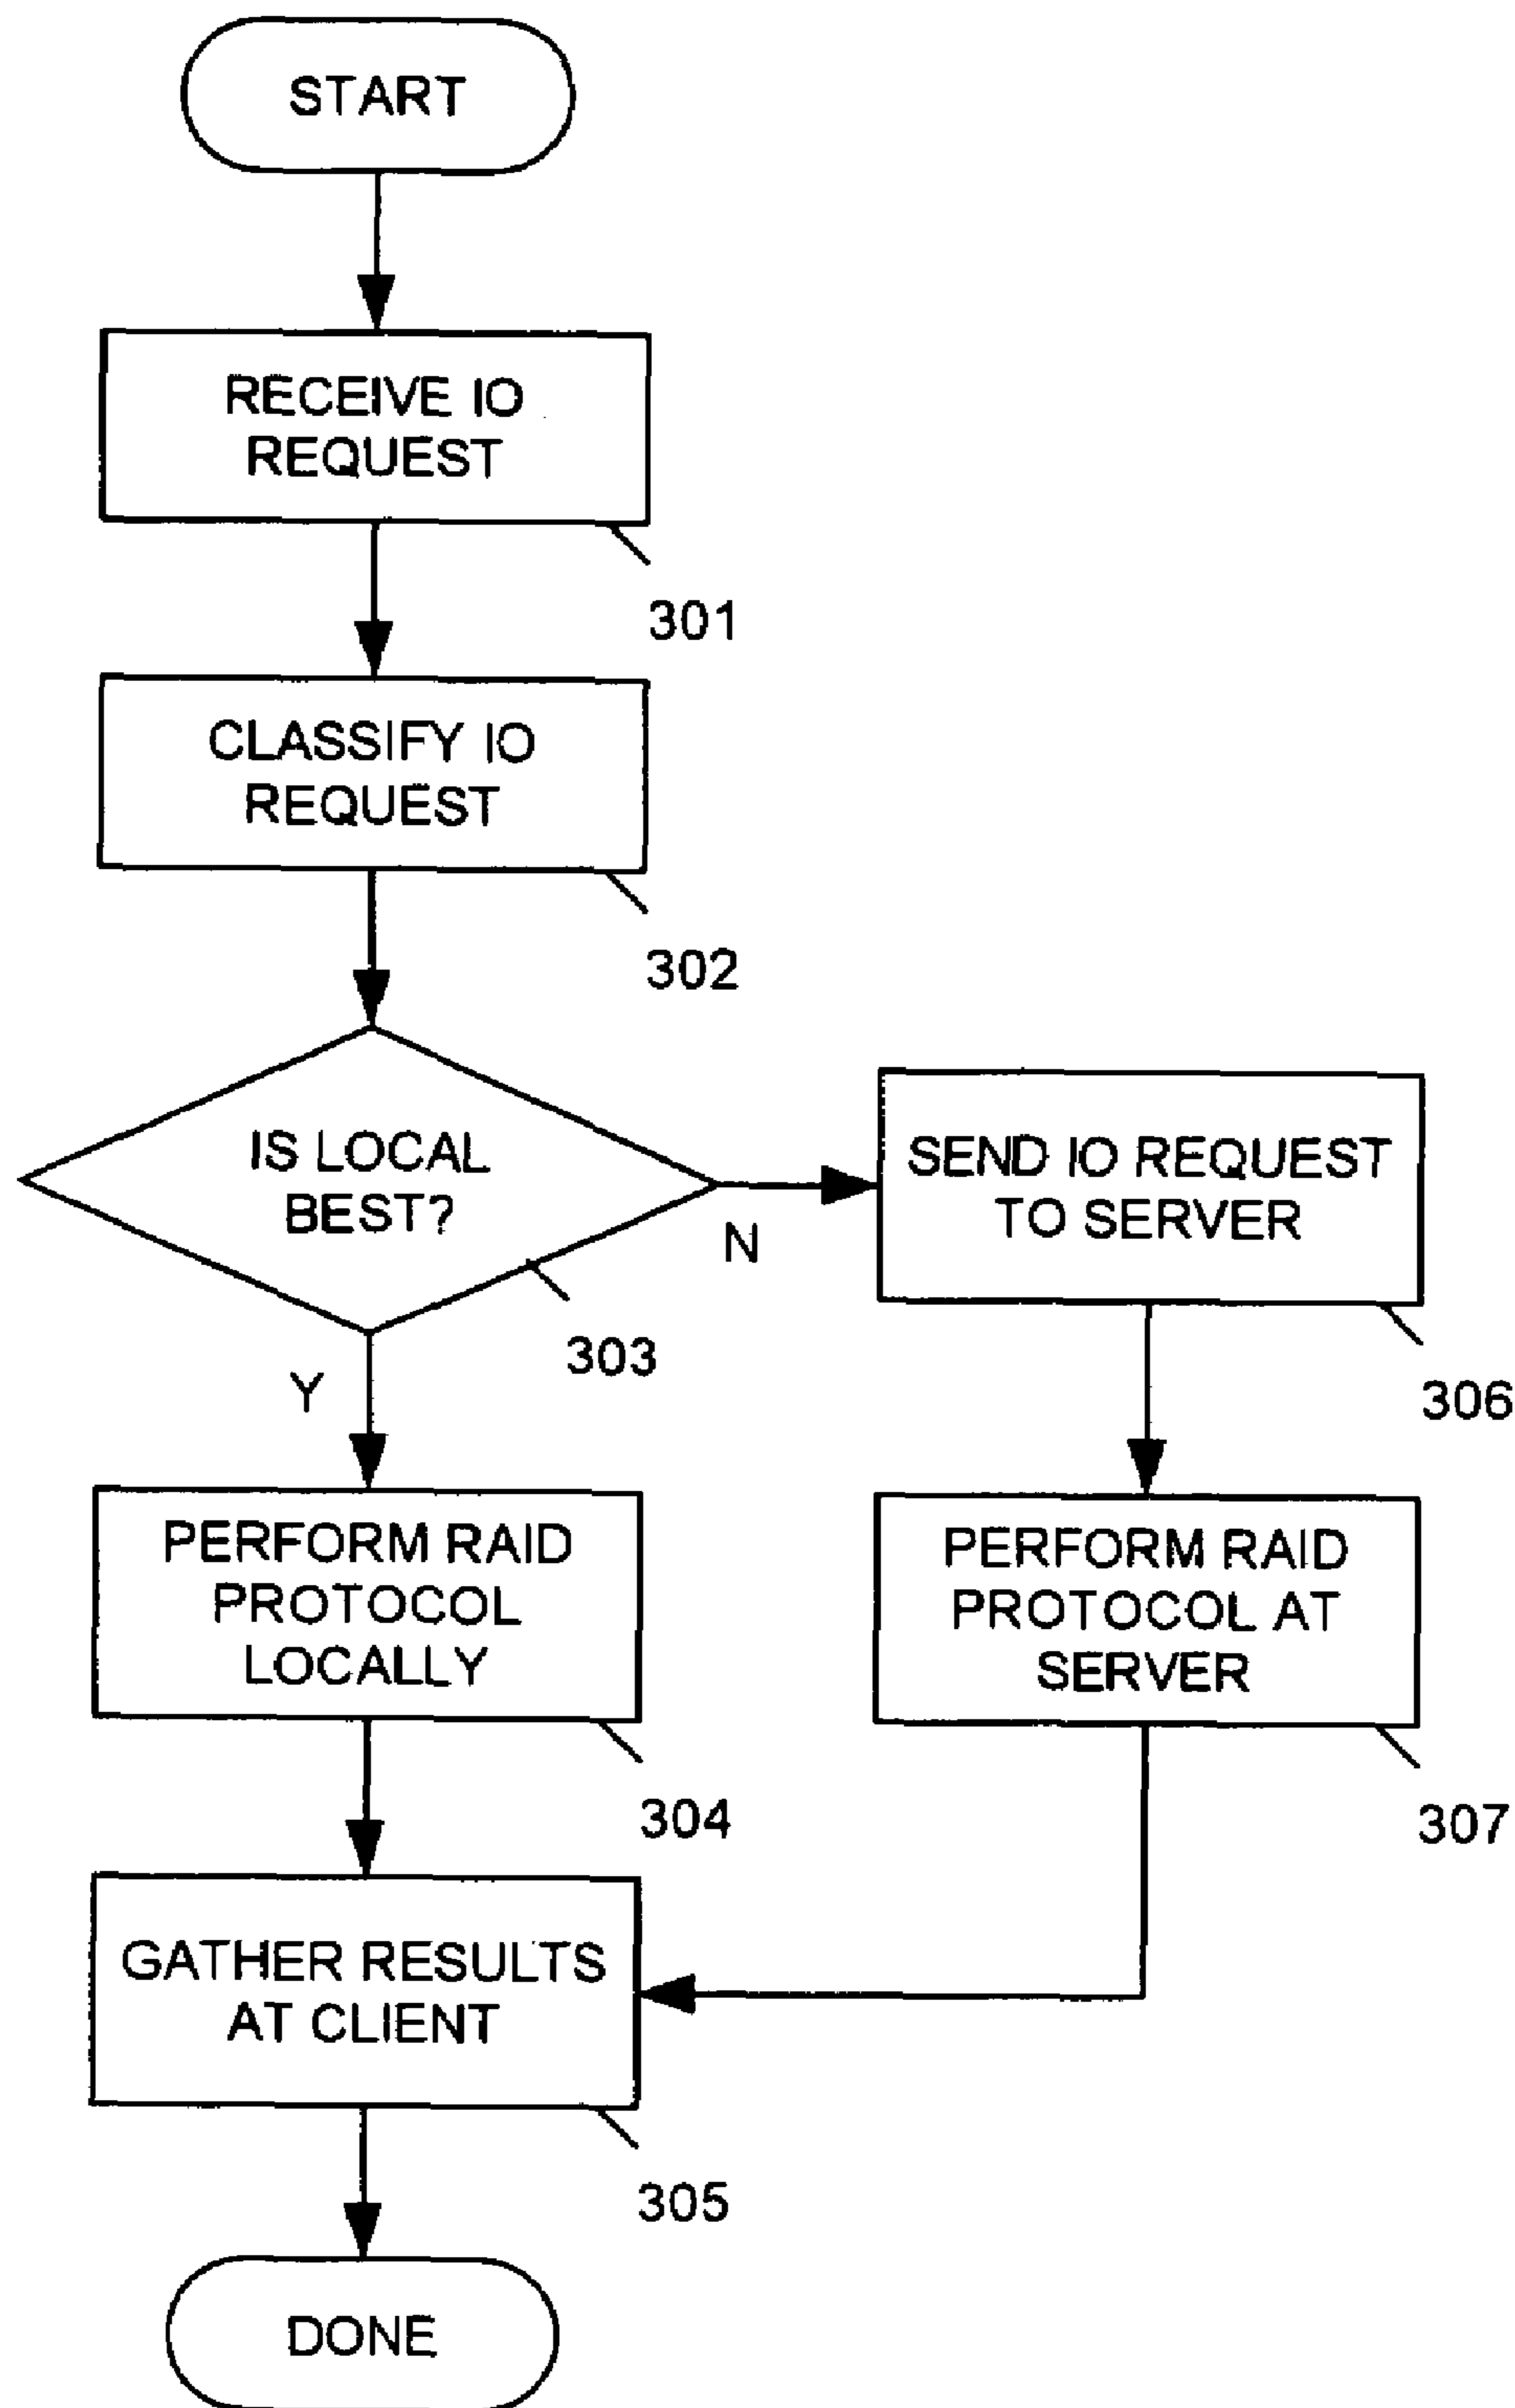 START
RECEIVE IO
REQUEST
301
CLASSIFY IO
REQUEST
302
IS LOCAL
BEST?
303
N
Y
SEND IO REQUEST
TO SERVER
306
PERFORM RAID
PROTOCOL
LOCALLY
304
PERFORM RAID
PROTOCOL AT
SERVER
307
GATHER RESULTS
AT CLIENT
305
DONE